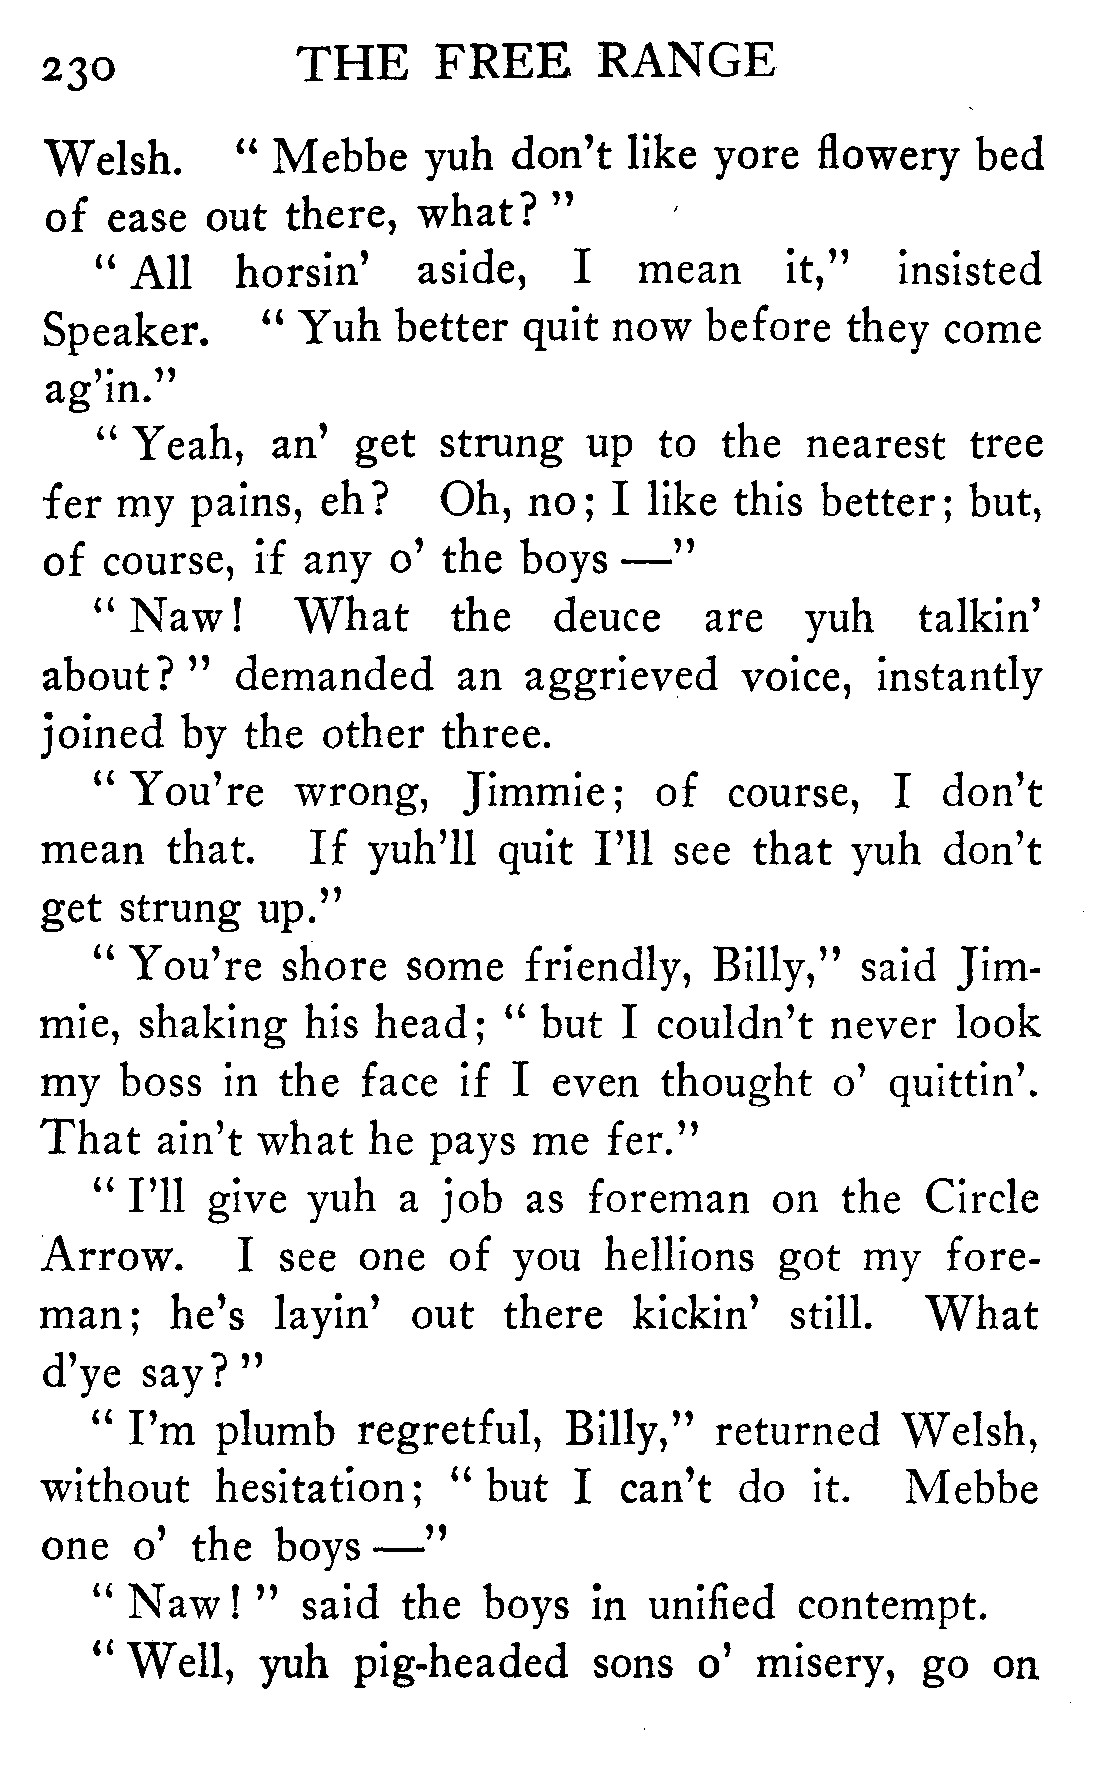 230 THE FREE RANGE
Welsh. “ Mebbe yuh don’t like yore flowery bed
of ease out there, what? ”
“ All horsin’ aside, I mean it,” insisted
Speaker. “ Yuh better quit now before they come
ag’in.”
“ Yeah, an’ get strung up to the nearest tree
fer my pains, eh? Oh, no; I like this better; but,
of course, if any o’ the boys —”
“ Naw! What the deuce are yuh talkin’
about? ” demanded an aggrieved voice, instantly
joined by the other three.
“ You’re wrong, Jimmie; of course, I don’t
mean that. If yuh’ll quit I’ll see that yuh don’t
get strung up.”
“ You’re shore some friendly, Billy,” said Jim-
mie, shaking his head; “ but I couldn’t never look
my boss in the face if I even thought o’ quittin’.
That ain’t what he pays me fer.”
“ I’ll give yuh a job as foreman on the Circle
Arrow. I see one of you hellions got my fore-
man; he’s layin’ out there kickin’ still. What
d’ye say? ”
“ I’m plumb regretful, Billy,” returned Welsh,
without hesitation; “ but I can’t do it. Mebbe
one o’ the boys —”
“ Naw! ” said the boys in unified contempt.
“ Well, yuh pig-headed sons o’ misery, go on